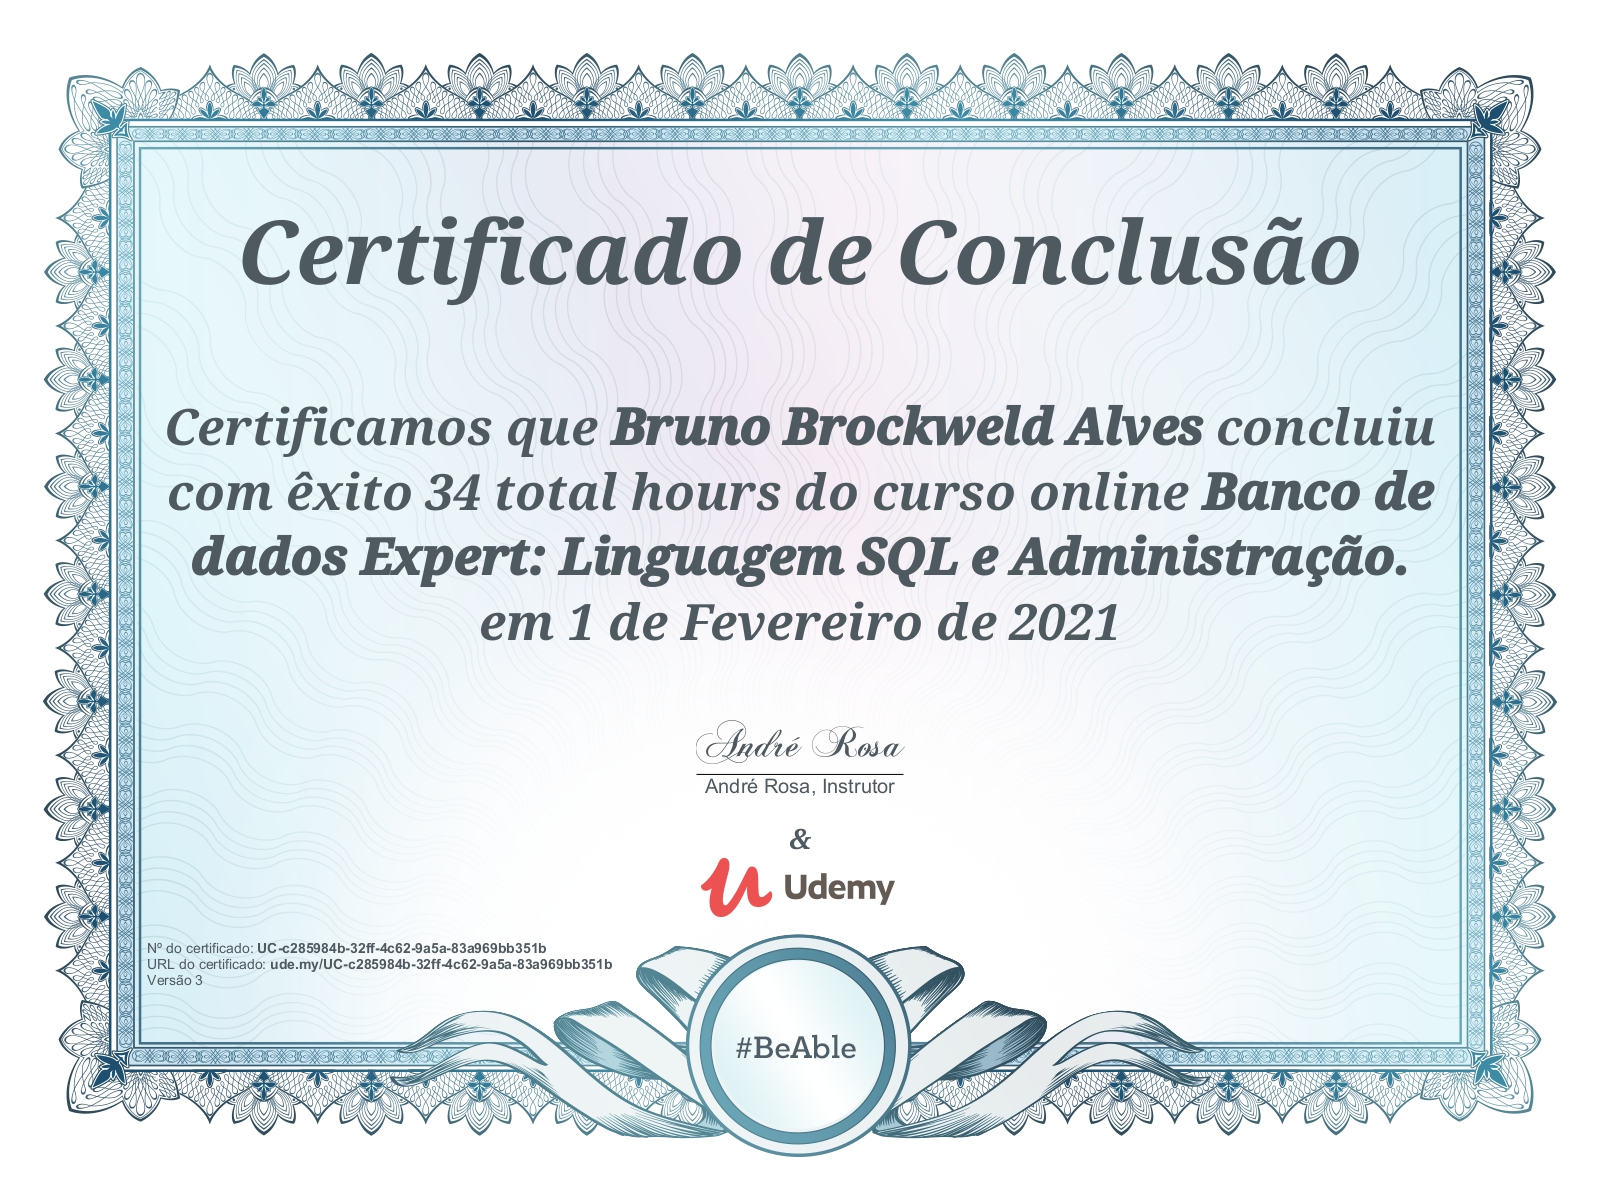 Certificado de Conclusão
Certificamos que Bruno Brockweld Alves concluiu
com êxito 34 total hours do curso online Banco de
dados Expert: Linguagem SQL e Administração.
em 1 de Fevereiro de 2021
André Rosa
André Rosa, Instrutor
&
Udemy
Nº do certificado: UC-c285984b-32ff-4c62-9a5a-83a969bb351b
URL do certificado: ude.my/UC-c285984b-32ff-4c62-9a5a-83a969bb351b
Versão 3
#BeAble